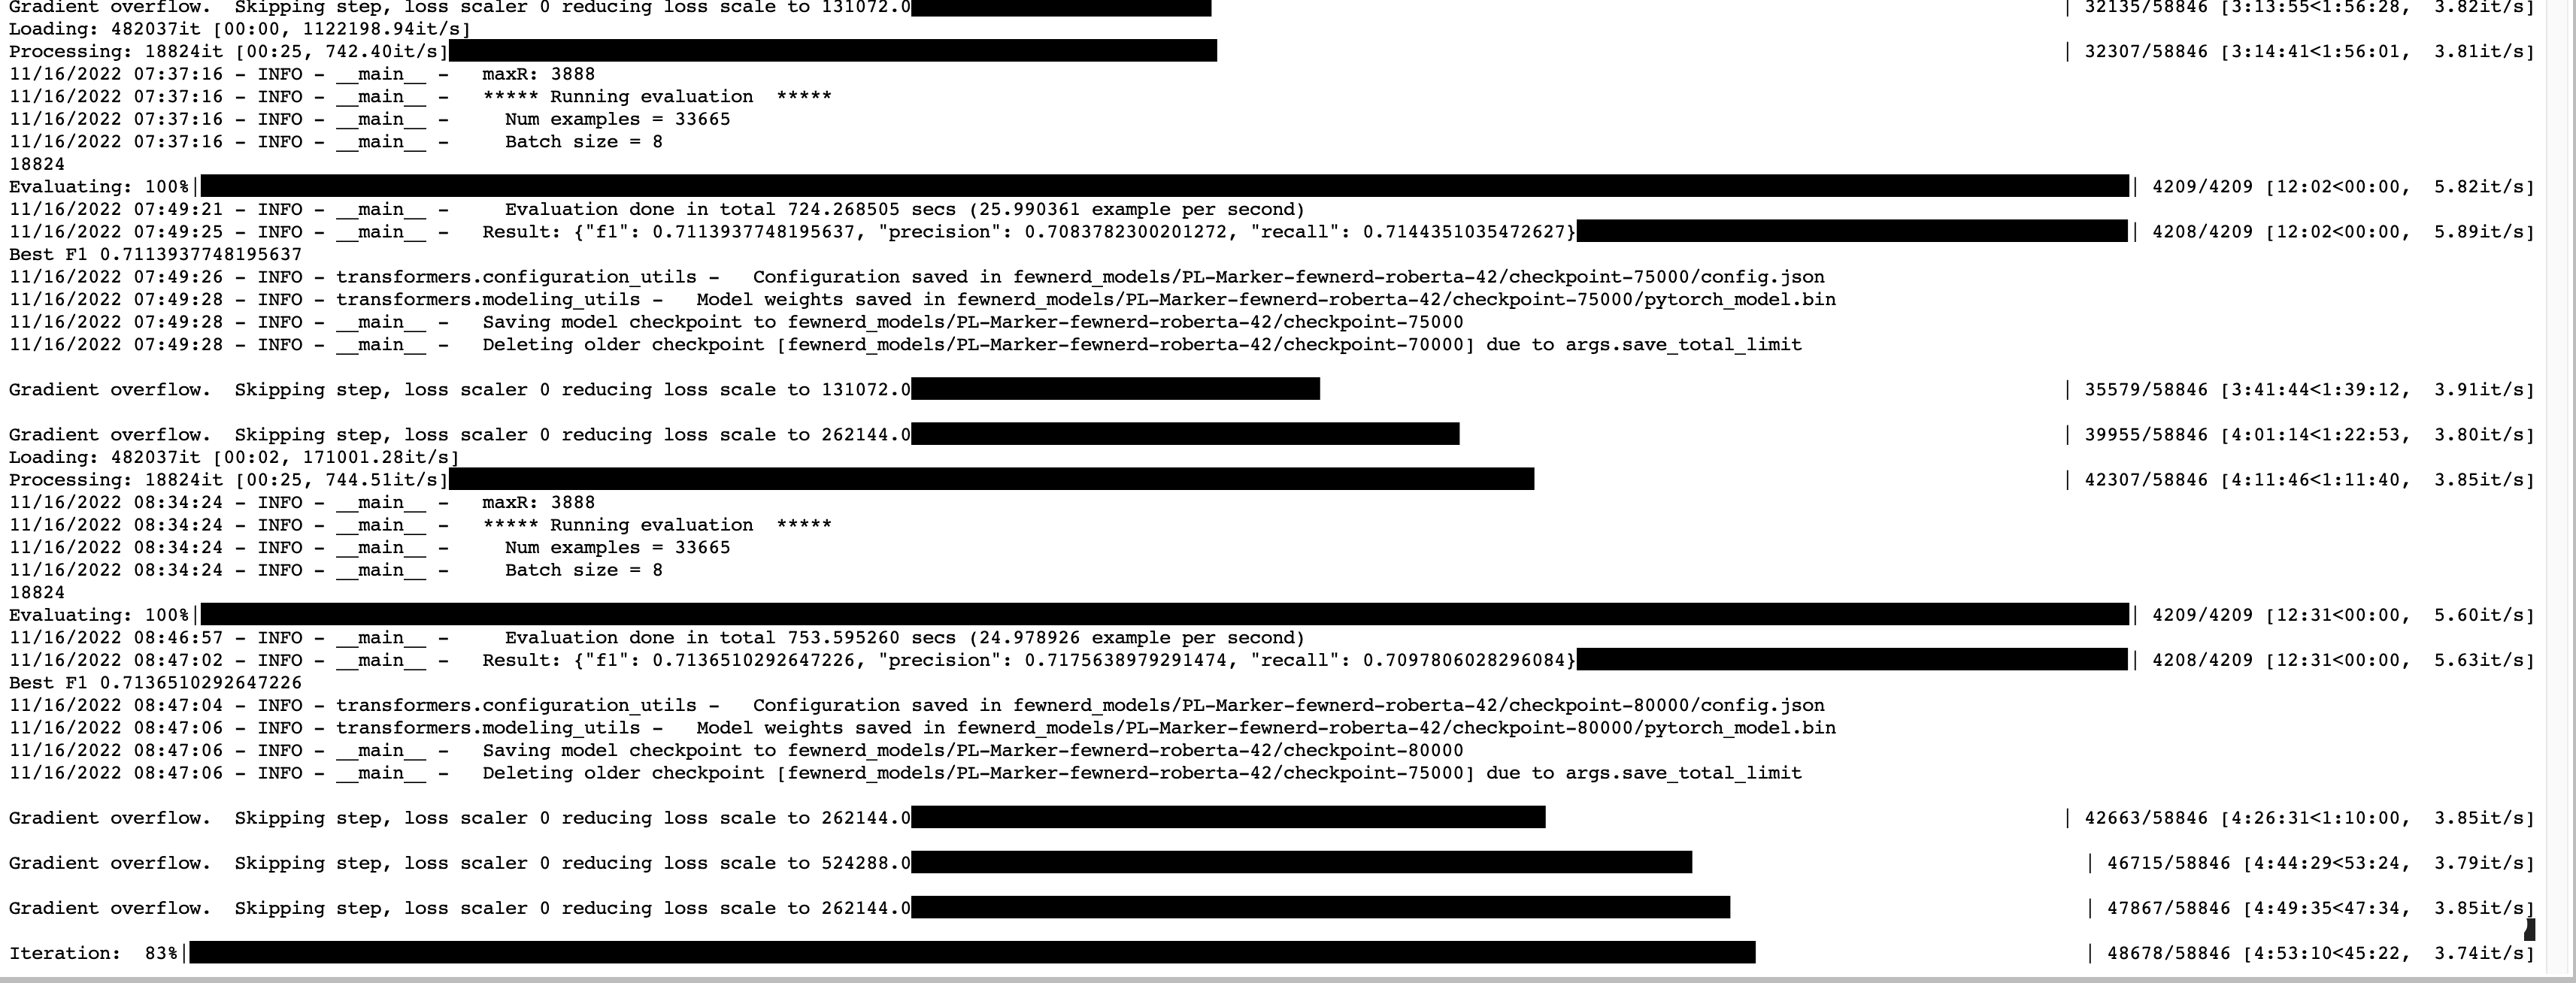 Gradient overflow.  Skipping step, loss scaler 0 reducing loss scale to 131072.0 | 32135/58846 [3:13:55<1:56:28,  3.82it/s]
Loading: 482037it [00:00, 1122198.94it/s]
Processing: 18824it [00:25, 742.40it/s] | 32307/58846 [3:14:41<1:56:01,  3.81it/s]
11/16/2022 07:37:16 - INFO - __main__ -   maxR: 3888
11/16/2022 07:37:16 - INFO - __main__ -   ***** Running evaluation  *****
11/16/2022 07:37:16 - INFO - __main__ -     Num examples = 33665
11/16/2022 07:37:16 - INFO - __main__ -     Batch size = 8
18824
Evaluating: 100%| | 4209/4209 [12:02<00:00,  5.82it/s]
11/16/2022 07:49:21 - INFO - __main__ -     Evaluation done in total 724.268505 secs (25.990361 example per second)
11/16/2022 07:49:25 - INFO - __main__ -   Result: {"f1": 0.7113937748195637, "precision": 0.7083782300201272, "recall": 0.7144351035472627} | 4208/4209 [12:02<00:00,  5.89it/s]
Best F1 0.7113937748195637
11/16/2022 07:49:26 - INFO - transformers.configuration_utils -   Configuration saved in fewnerd_models/PL-Marker-fewnerd-roberta-42/checkpoint-75000/config.json
11/16/2022 07:49:28 - INFO - transformers.modeling_utils -   Model weights saved in fewnerd_models/PL-Marker-fewnerd-roberta-42/checkpoint-75000/pytorch_model.bin
11/16/2022 07:49:28 - INFO - __main__ -   Saving model checkpoint to fewnerd_models/PL-Marker-fewnerd-roberta-42/checkpoint-75000
11/16/2022 07:49:28 - INFO - __main__ -   Deleting older checkpoint [fewnerd_models/PL-Marker-fewnerd-roberta-42/checkpoint-70000] due to args.save_total_limit
Gradient overflow.  Skipping step, loss scaler 0 reducing loss scale to 131072.0 | 35579/58846 [3:41:44<1:39:12,  3.91it/s]
Gradient overflow.  Skipping step, loss scaler 0 reducing loss scale to 262144.0 | 39955/58846 [4:01:14<1:22:53,  3.80it/s]
Loading: 482037it [00:02, 171001.28it/s]
Processing: 18824it [00:25, 744.51it/s] | 42307/58846 [4:11:46<1:11:40,  3.85it/s]
11/16/2022 08:34:24 - INFO - __main__ -   maxR: 3888
11/16/2022 08:34:24 - INFO - __main__ -   ***** Running evaluation  *****
11/16/2022 08:34:24 - INFO - __main__ -     Num examples = 33665
11/16/2022 08:34:24 - INFO - __main__ -     Batch size = 8
18824
Evaluating: 100%| | 4209/4209 [12:31<00:00,  5.60it/s]
11/16/2022 08:46:57 - INFO - __main__ -     Evaluation done in total 753.595260 secs (24.978926 example per second)
11/16/2022 08:47:02 - INFO - __main__ -   Result: {"f1": 0.7136510292647226, "precision": 0.7175638979291474, "recall": 0.7097806028296084} | 4208/4209 [12:31<00:00,  5.63it/s]
Best F1 0.7136510292647226
11/16/2022 08:47:04 - INFO - transformers.configuration_utils -   Configuration saved in fewnerd_models/PL-Marker-fewnerd-roberta-42/checkpoint-80000/config.json
11/16/2022 08:47:06 - INFO - transformers.modeling_utils -   Model weights saved in fewnerd_models/PL-Marker-fewnerd-roberta-42/checkpoint-80000/pytorch_model.bin
11/16/2022 08:47:06 - INFO - __main__ -   Saving model checkpoint to fewnerd_models/PL-Marker-fewnerd-roberta-42/checkpoint-80000
11/16/2022 08:47:06 - INFO - __main__ -   Deleting older checkpoint [fewnerd_models/PL-Marker-fewnerd-roberta-42/checkpoint-75000] due to args.save_total_limit
Gradient overflow.  Skipping step, loss scaler 0 reducing loss scale to 262144.0 | 42663/58846 [4:26:31<1:10:00,  3.85it/s]
Gradient overflow.  Skipping step, loss scaler 0 reducing loss scale to 524288.0 | 46715/58846 [4:44:29<53:24,  3.79it/s]
Gradient overflow.  Skipping step, loss scaler 0 reducing loss scale to 262144.0 | 47867/58846 [4:49:35<47:34,  3.85it/s]
Iteration:  83%| | 48678/58846 [4:53:10<45:22,  3.74it/s]